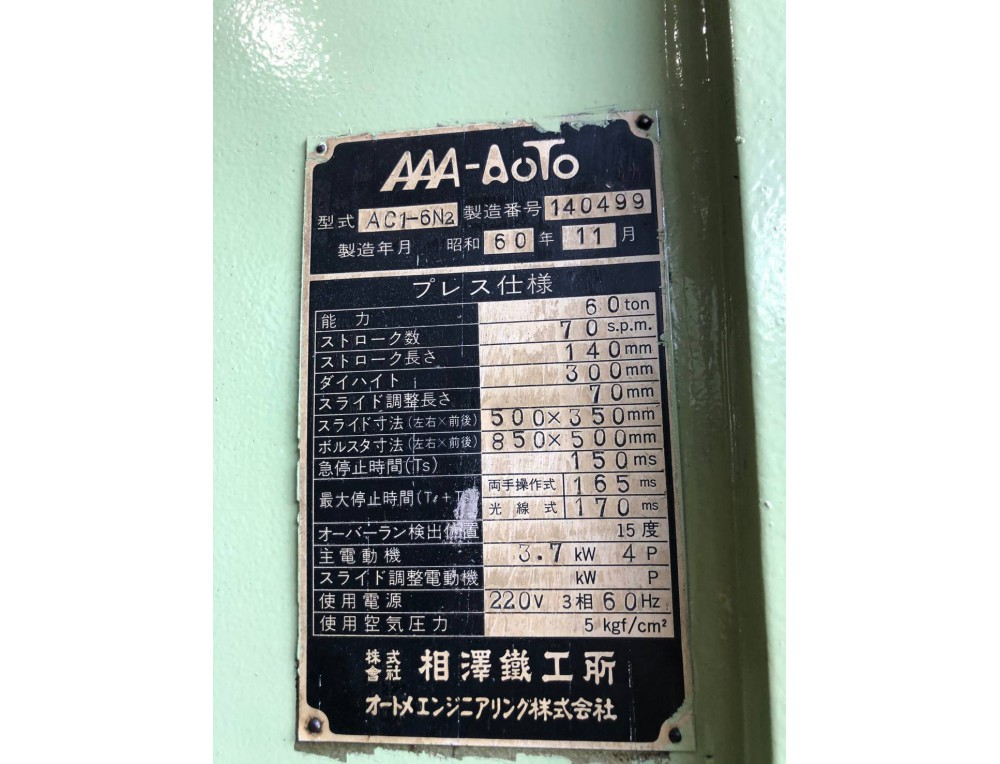 AAA-AoTo
型式 AC1-6N2 製造番号 140499
製造年月 昭和 60 年 11 月
プレス仕様
能力 60 ton
ストローク数 70 s.p.m.
ストローク長さ 140 mm
ダイハイト 300 mm
スライド調整長さ 70 mm
スライド寸法(左右×前後) 500×350 mm
ボルスタ寸法(左右×前後) 850×500 mm
急停止時間(Ts) 150 ms
最大停止時間(Tℓ+Ts) 両手操作式 165 ms
光線式 170 ms
オーバーラン検出位置 15度
主電動機 3.7 kW 4 P
スライド調整電動機 kW P
使用電源 220V 3相 60Hz
使用空気圧力 5 kgf/cm²
株式會社 相澤鐵工所
オートメエンジニアリング株式会社